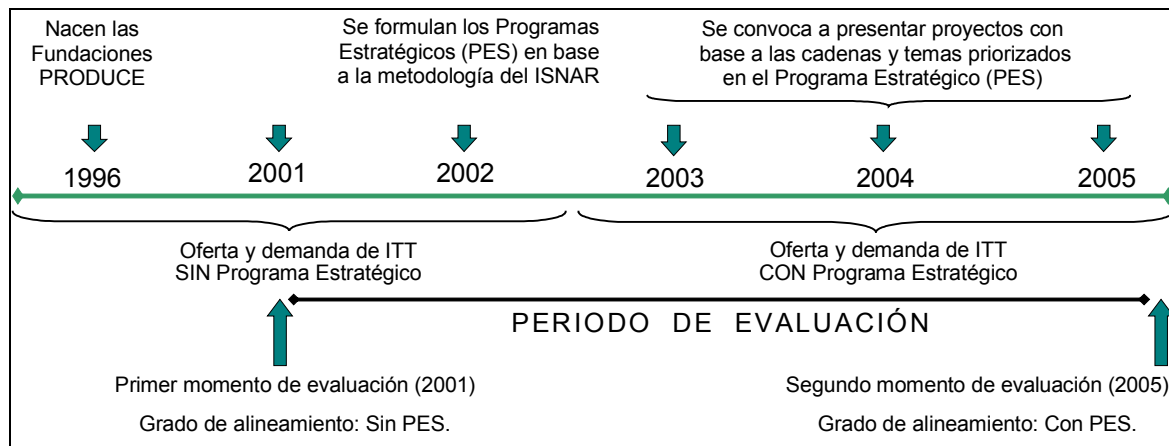 Nacen las
Fundaciones
PRODUCE
Se formulan los Programas
Estratégicos (PES) en base
a la metodología del ISNAR
Se convoca a presentar proyectos con
base a las cadenas y temas priorizados
en el Programa Estratégico (PES)
1996
2001
2002
2003
2004
2005
Oferta y demanda de ITT
SIN Programa Estratégico
Oferta y demanda de ITT
CON Programa Estratégico
PERIODO DE EVALUACIÓN
Primer momento de evaluación (2001)
Grado de alineamiento: Sin PES.
Segundo momento de evaluación (2005)
Grado de alineamiento: Con PES.